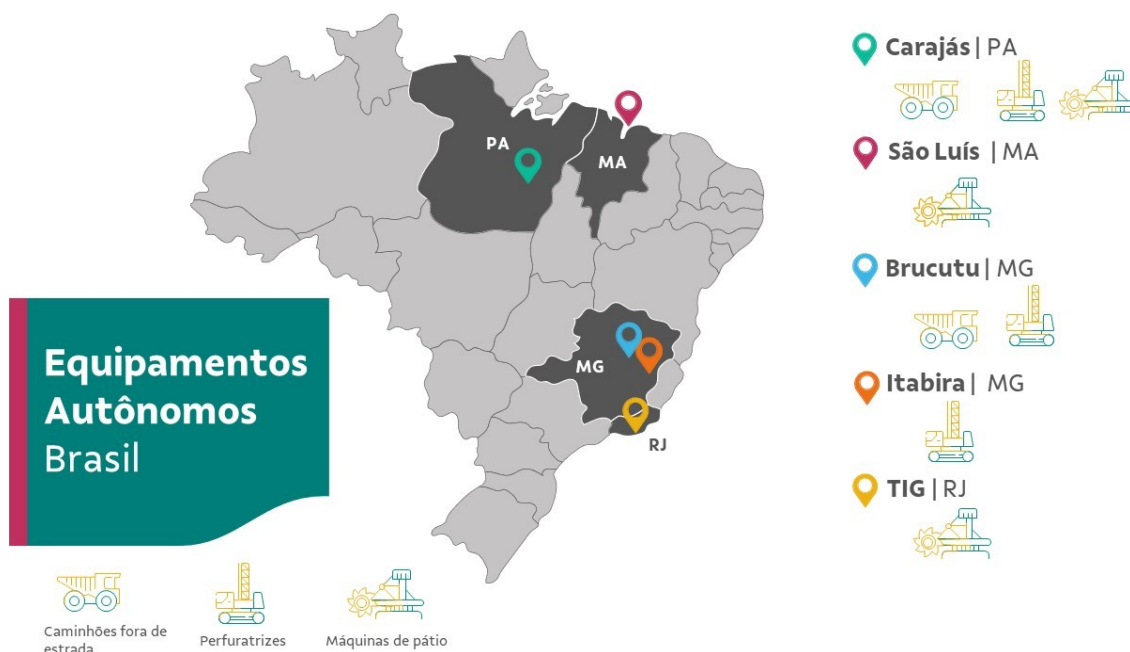 PA
MA
MG
RJ
Equipamentos
Autônomos
Brasil
Caminhões fora de
estrada
Perfuratrizes
Máquinas de pátio
Carajás | PA
São Luís | MA
Brucutu | MG
Itabira | MG
TIG | RJ